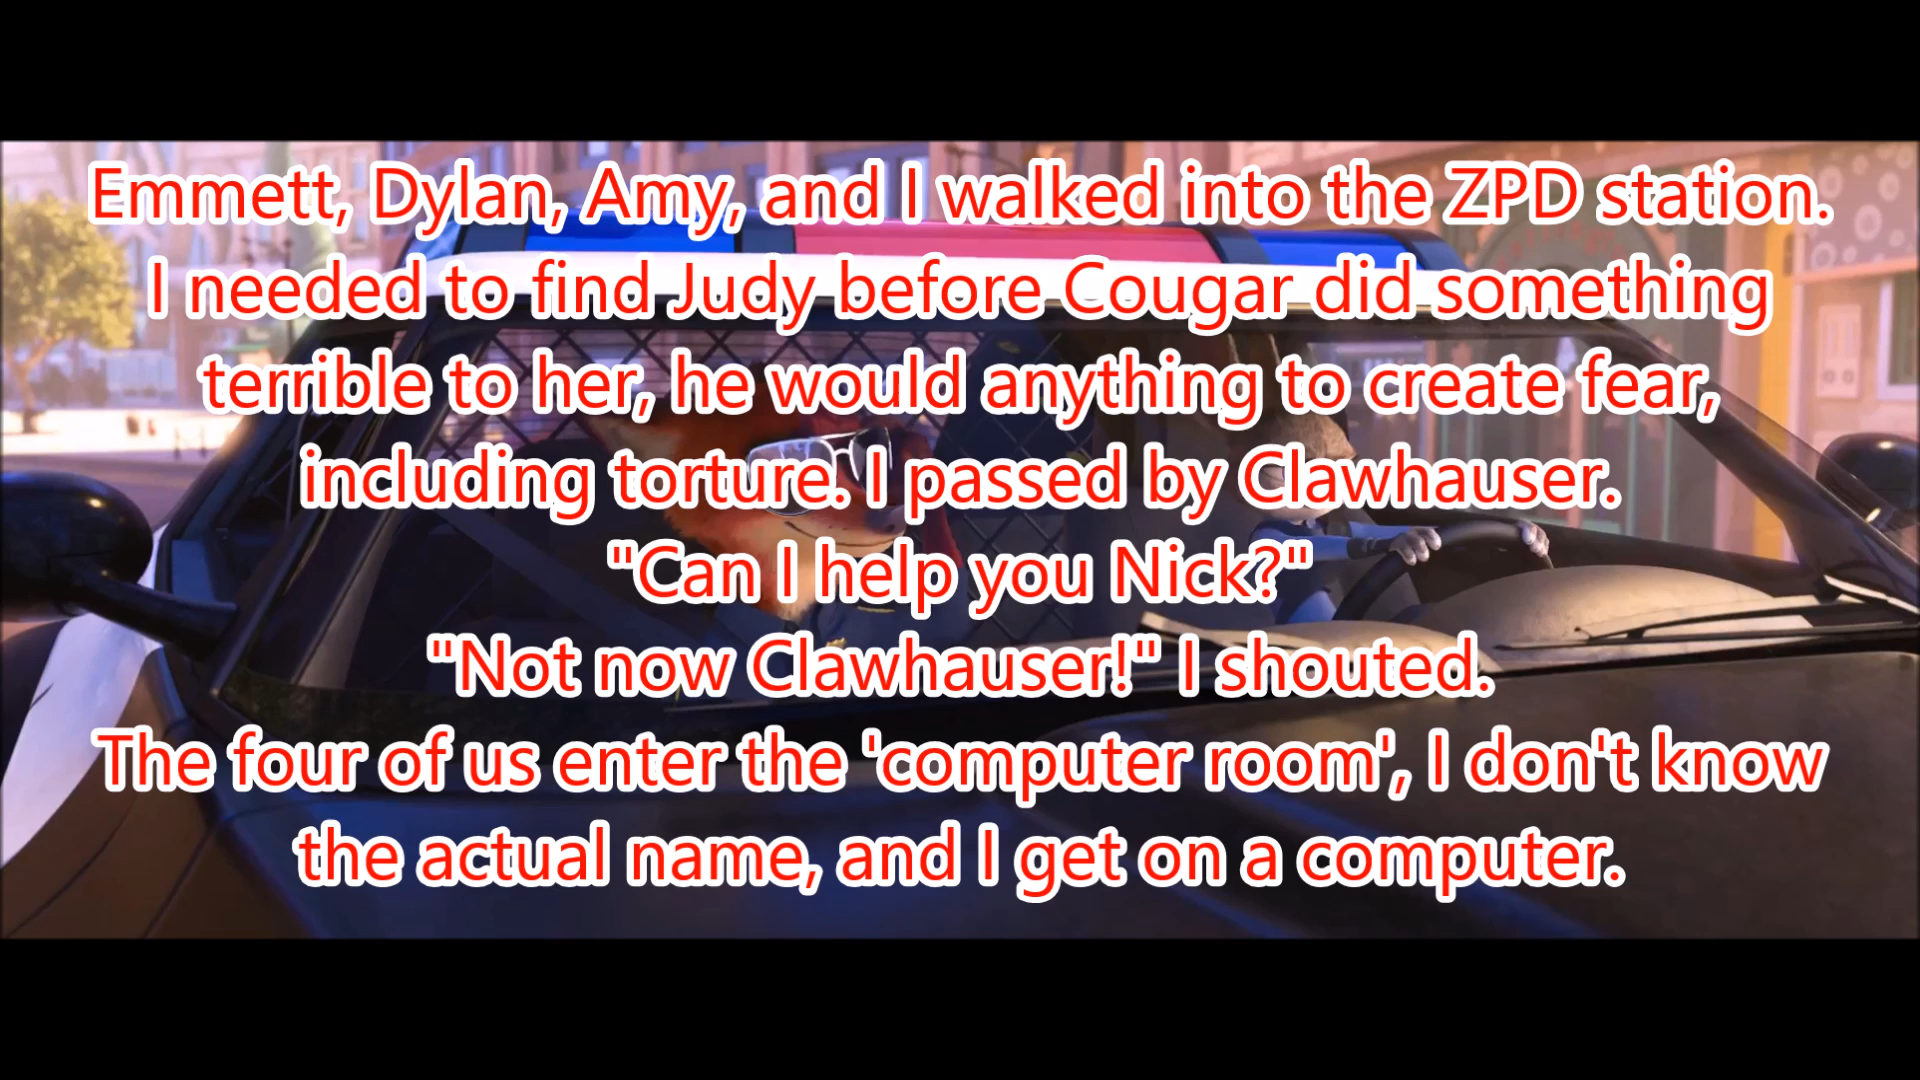 Emmett, Dylan, Amy, and I walked into the ZPD station.
I needed to find Judy before Cougar did something
terrible to her, he would anything to create fear,
including torture. I passed by Clawhauser.
"Can I help you Nick?"
"Not now Clawhauser!" I shouted.
The four of us enter the 'computer room', I don't know
the actual name, and I get on a computer.